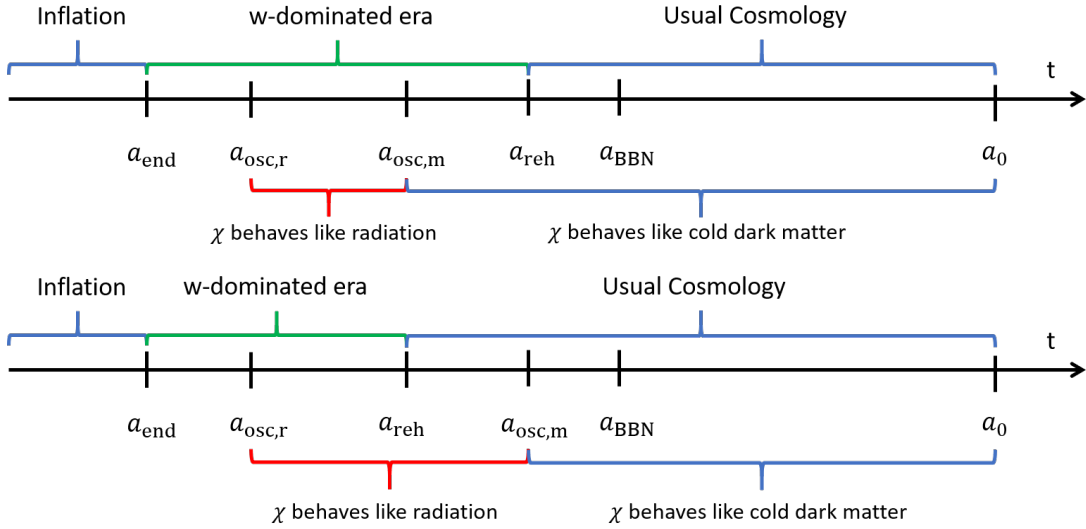 Inflation w-dominated era Usual Cosmology
t
a_end a_osc,r a_osc,m a_reh a_BBN a_0
χ behaves like radiation χ behaves like cold dark matter
Inflation w-dominated era Usual Cosmology
t
a_end a_osc,r a_reh a_osc,m a_BBN a_0
χ behaves like radiation χ behaves like cold dark matter